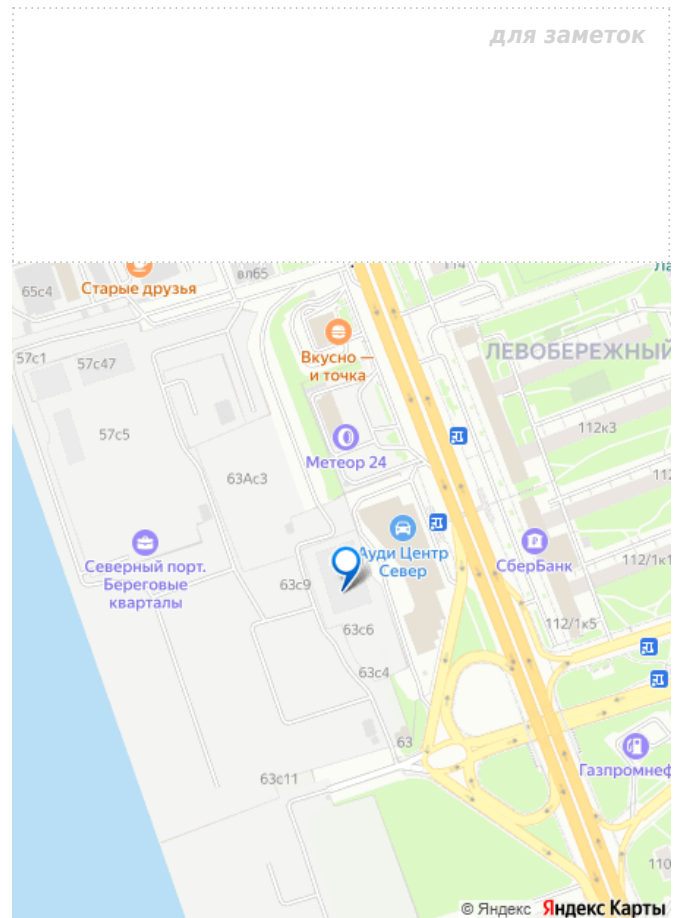 для заметок
вл65
114
65с4
Старые друзья
Вкусно —
и точка
57с1
57с47
ЛЕВОБЕРЕЖНЫЙ
57с5
112к3
Метеор 24
63Ас3
Ауди Центр
Север
СберБанк
112/1к1
Северный порт.
Береговые
кварталы
63с9
63с6
112/1к5
63с4
63
63с11
Газпромнеф
110
© Яндекс Яндекс Карты